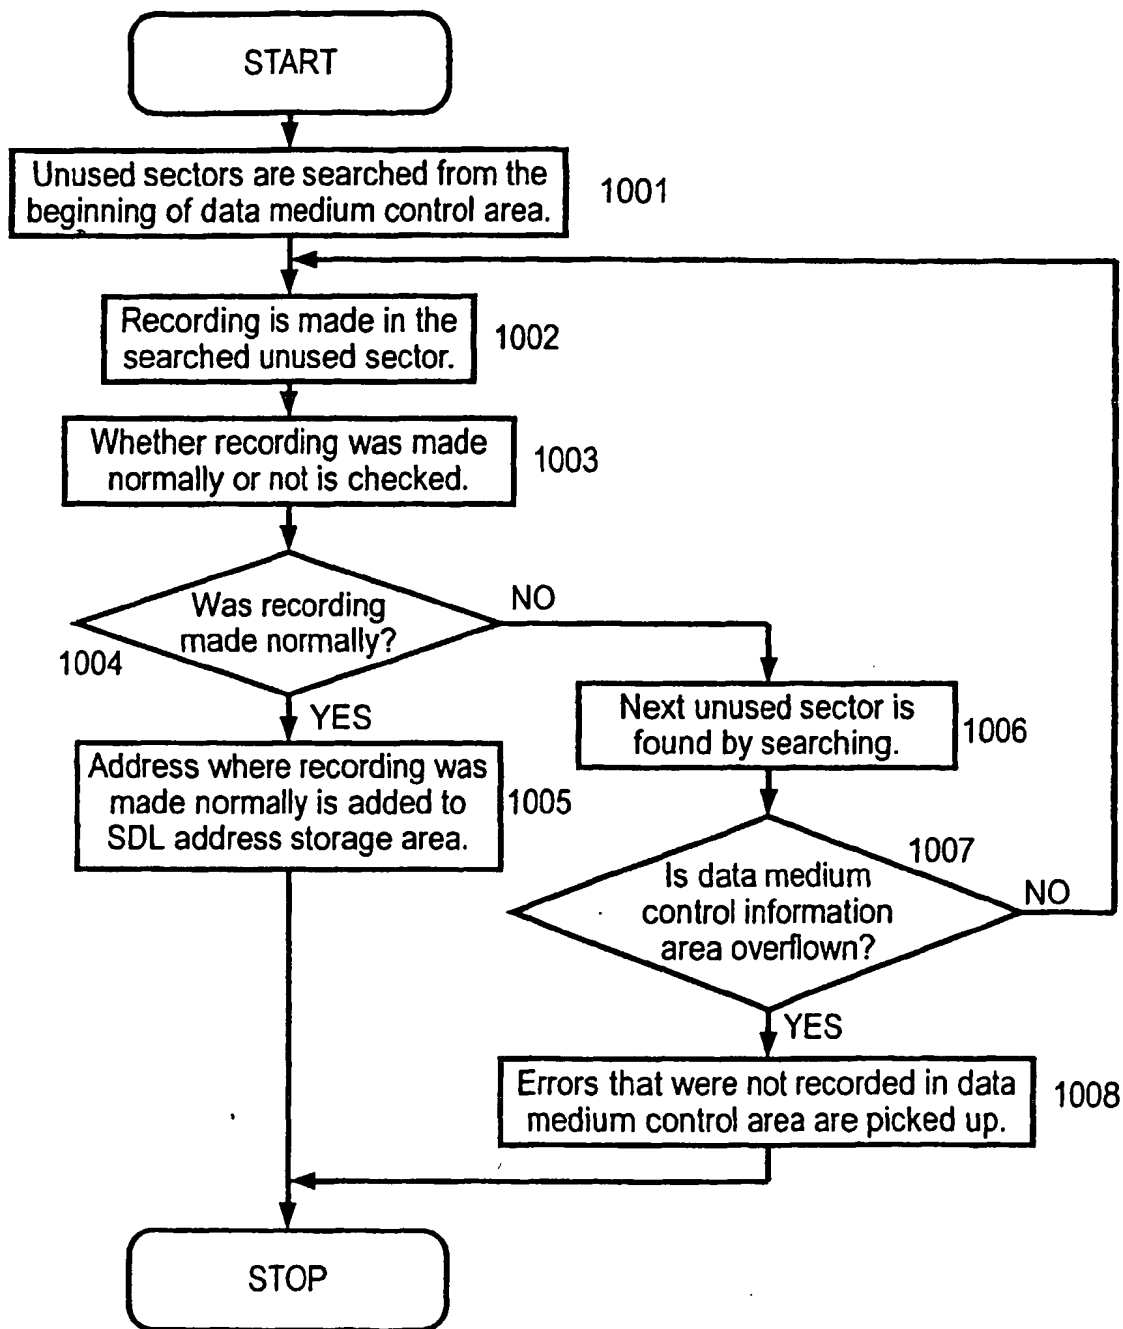 START
Unused sectors are searched from the
beginning of data medium control area.
1001
Recording is made in the
searched unused sector.
1002
Whether recording was made
normally or not is checked.
1003
Was recording
made normally?
1004
NO
YES
Address where recording was
made normally is added to
SDL address storage area.
1005
Next unused sector is
found by searching.
1006
Is data medium
control information
area overflown?
1007
NO
YES
Errors that were not recorded in data
medium control area are picked up.
1008
STOP